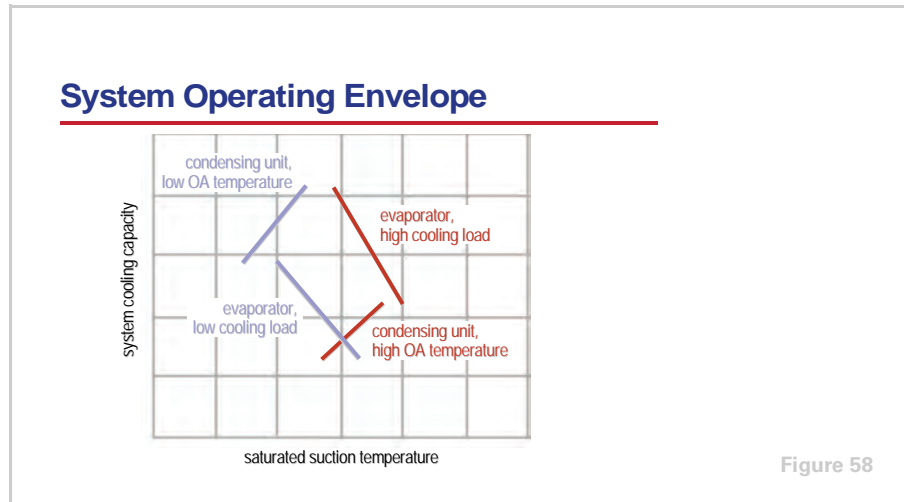 System Operating Envelope
condensing unit,
low OA temperature
evaporator,
high cooling load
system cooling capacity
evaporator,
low cooling load
condensing unit,
high OA temperature
saturated suction temperature
Figure 58